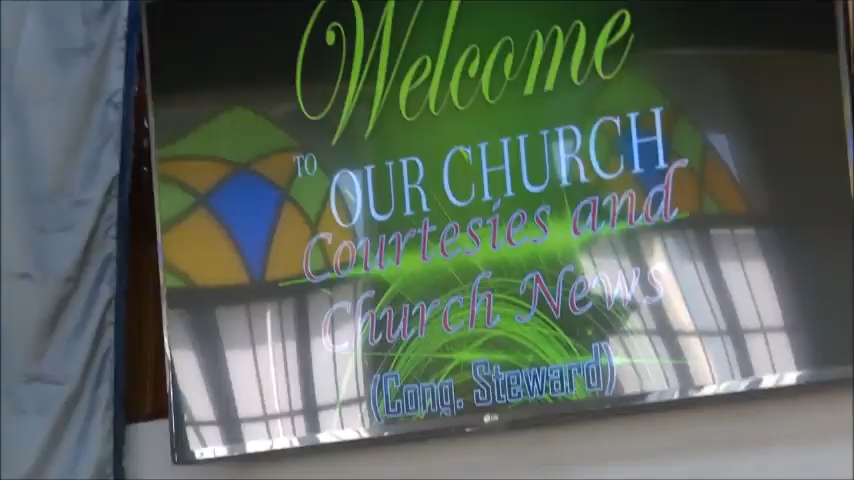 Welcome
TO OUR CHURCH
Courtesies and
Church News
(Cong. Steward)